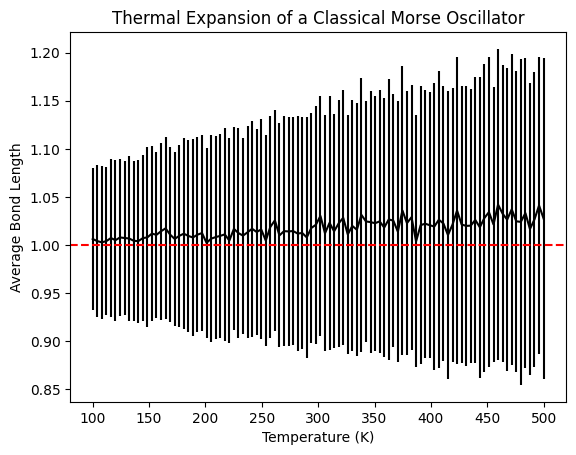 Thermal Expansion of a Classical Morse Oscillator
Average Bond Length
1.20
1.15
1.10
1.05
1.00
0.95
0.90
0.85
100 150 200 250 300 350 400 450 500
Temperature (K)